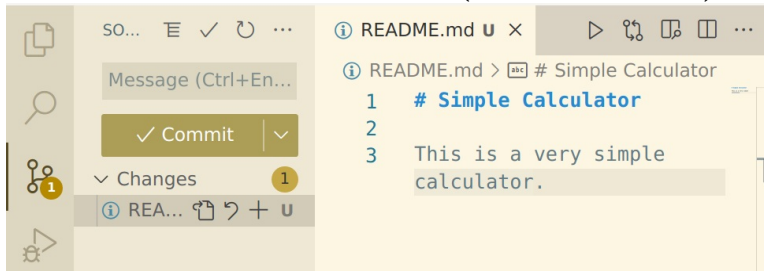 SO...
README.md U
Message (Ctrl+En...
README.md > # Simple Calculator
1 # Simple Calculator
Commit
2
3 This is a very simple
calculator.
Changes 1
1
REA... U